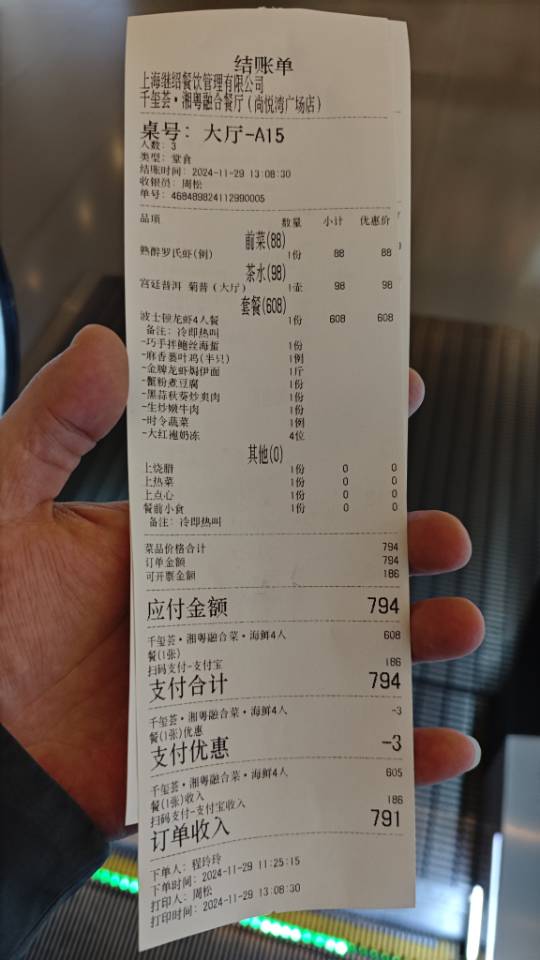 结账单
上海继绍餐饮管理有限公司
千玺荟·湘粤融合餐厅(尚悦湾广场店)
桌号: 大厅-A15
人数: 3
类型: 堂食
结账时间: 2024-11-29 13:08:30
收银员: 周松
单号: 468489824112990005
品项 数量 小计 优惠价
前菜(88)
熟醉罗氏虾(例) 1份 88 88
茶水(98)
宫廷普洱 菊普(大厅) 1壶 98 98
套餐(608)
波士顿龙虾4人餐 1份 608 608
备注: 冷即热叫
-巧手拌鲍丝海蜇 1份
-麻香蒌叶鸡(半只) 1例
-金牌龙虾焗伊面 1斤
-蟹粉煮豆腐 1份
-黑蒜秋葵炒爽肉 1份
-生炒嫩牛肉 1份
-时令蔬菜 1例
-大红袍奶冻 4位
其他(0)
上烧腊 1份 0 0
上热菜 1份 0 0
上点心 1份 0 0
餐前小食 1份 0 0
备注: 冷即热叫
菜品价格合计 794
订单金额 794
可开票金额 186
应付金额 794
千玺荟·湘粤融合菜·海鲜4人 608
餐(1张)
扫码支付-支付宝 186
支付合计 794
千玺荟·湘粤融合菜·海鲜4人 -3
餐(1张)优惠
支付优惠 -3
千玺荟·湘粤融合菜·海鲜4人 605
餐(1张)收入
扫码支付-支付宝收入 186
订单收入 791
下单人: 程玲玲
下单时间: 2024-11-29 11:25:15
打印人: 周松
打印时间: 2024-11-29 13:08:30